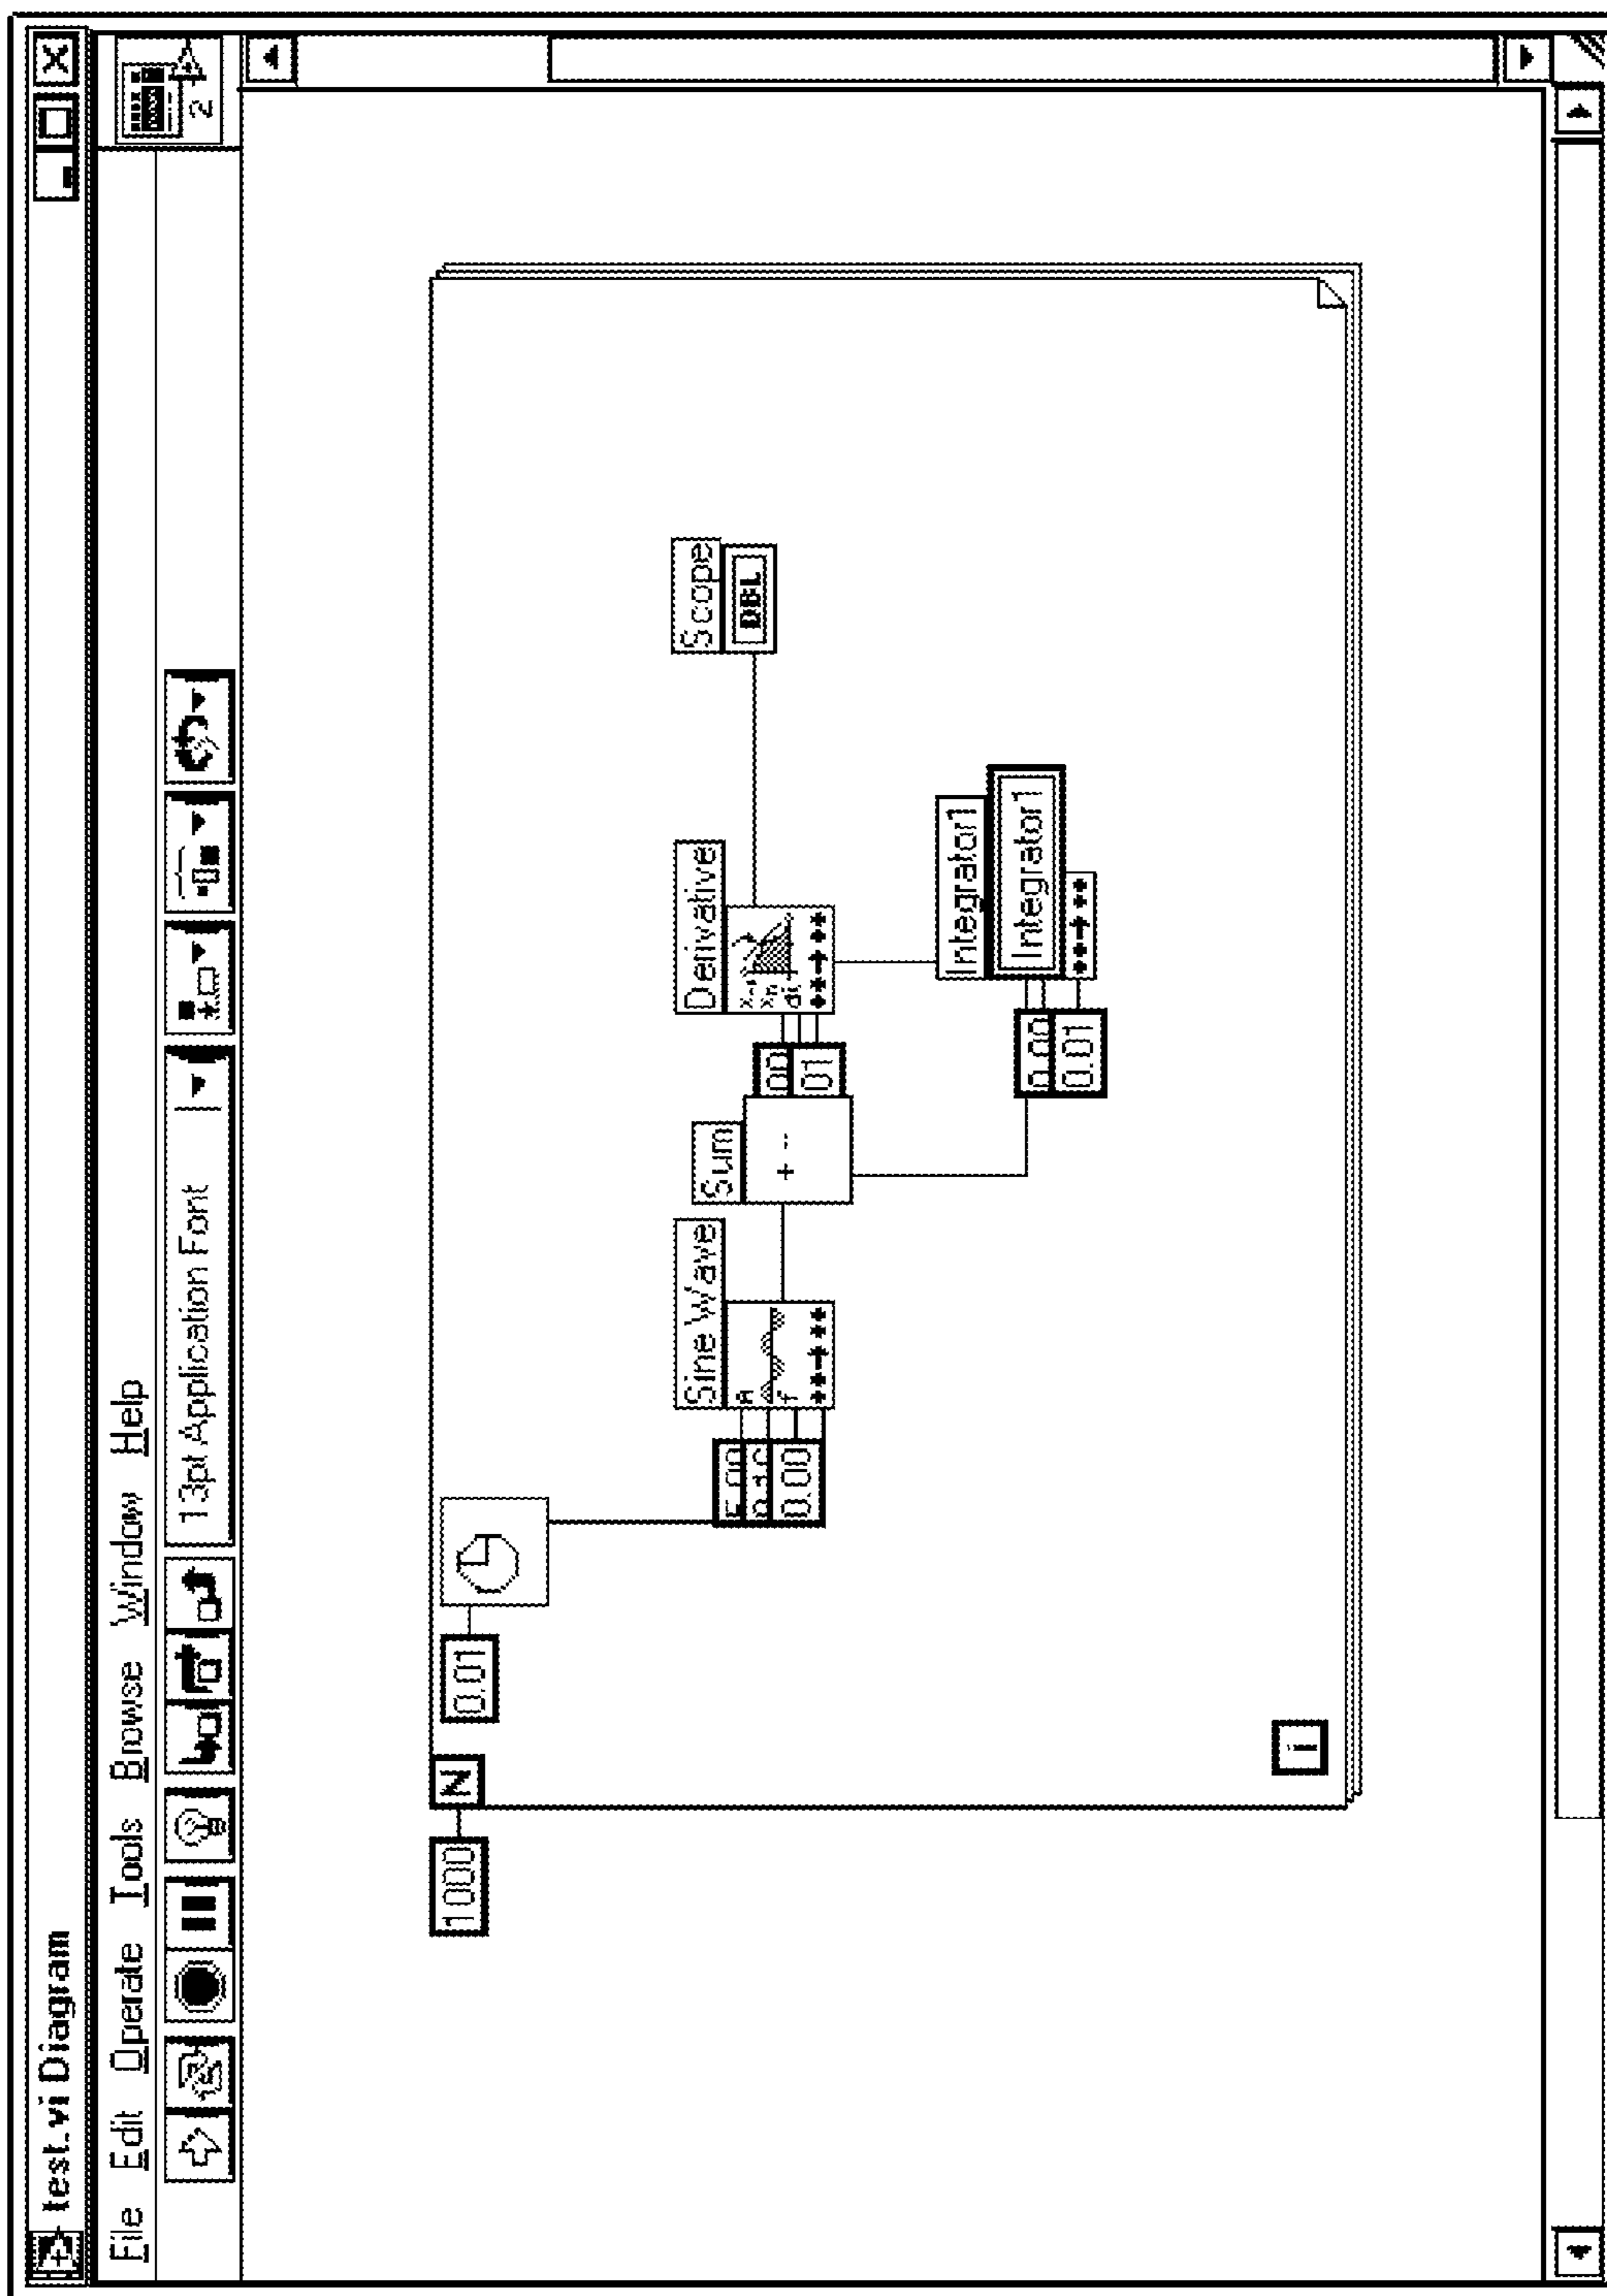 test.vi Diagram
File Edit Operate Tools Browse Window Help
13pt Application Font
2
1000
N
0.01
Sine Wave
A
f
0.00
Sum
+ -
00
01
Derivative
Scope
DBL
Integrator1
Integrator1
0.00
0.01
i